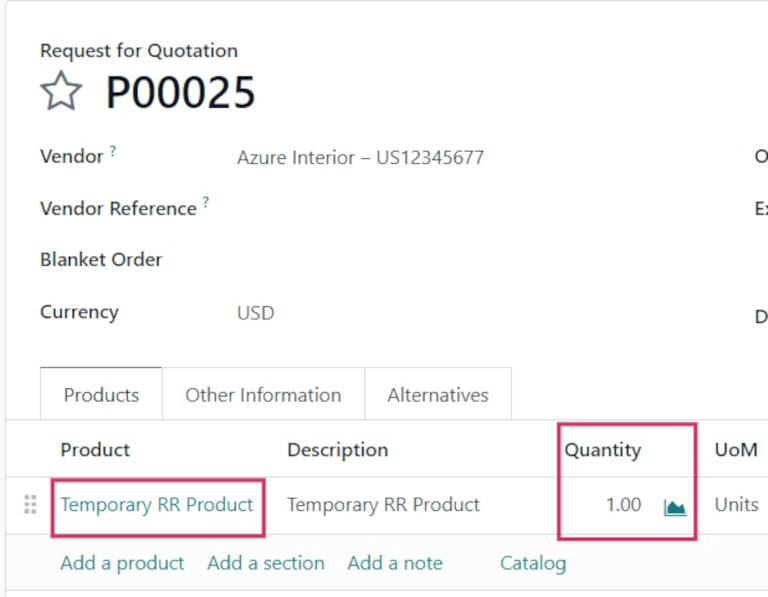 Request for Quotation
P00025
Vendor ? Azure Interior – US12345677 O
Vendor Reference ? Ex
Blanket Order
Currency USD D
Products Other Information Alternatives
Product Description Quantity UoM
Temporary RR Product Temporary RR Product 1.00 Units
Add a product Add a section Add a note Catalog